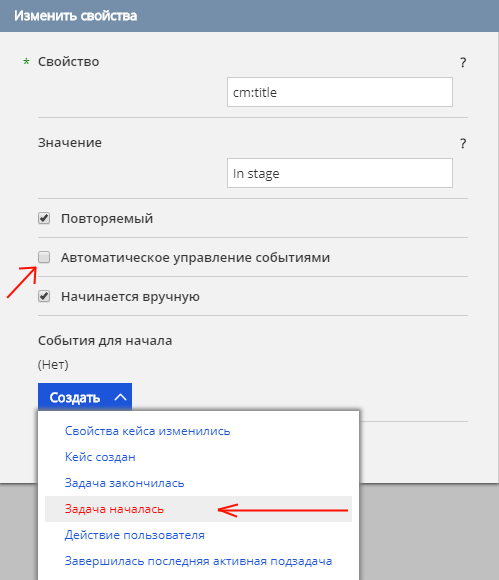 Изменить свойства
* Свойство ?
cm:title
Значение ?
In stage
Повторяемый
Автоматическое управление событиями
Начинается вручную
События для начала
(Нет)
Создать
Свойства кейса изменились
Кейс создан
Задача закончилась
Задача началась
Действие пользователя
Завершилась последняя активная подзадача